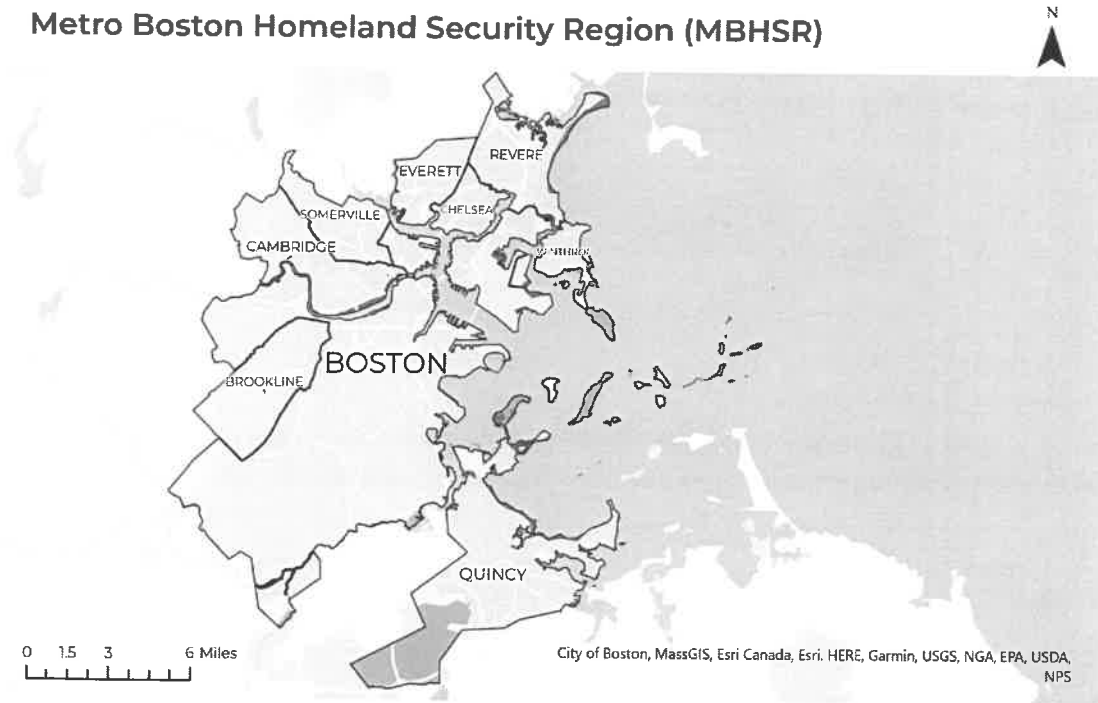 Metro Boston Homeland Security Region (MBHSR)
N
REVERE
EVERETT
CHELSEA
SOMERVILLE
CAMBRIDGE
BOSTON
BROOKLINE
QUINCY
0 1.5 3 6 Miles
City of Boston, MassGIS, Esri Canada, Esri. HERE, Garmin, USGS, NGA, EPA, USDA,
NPS